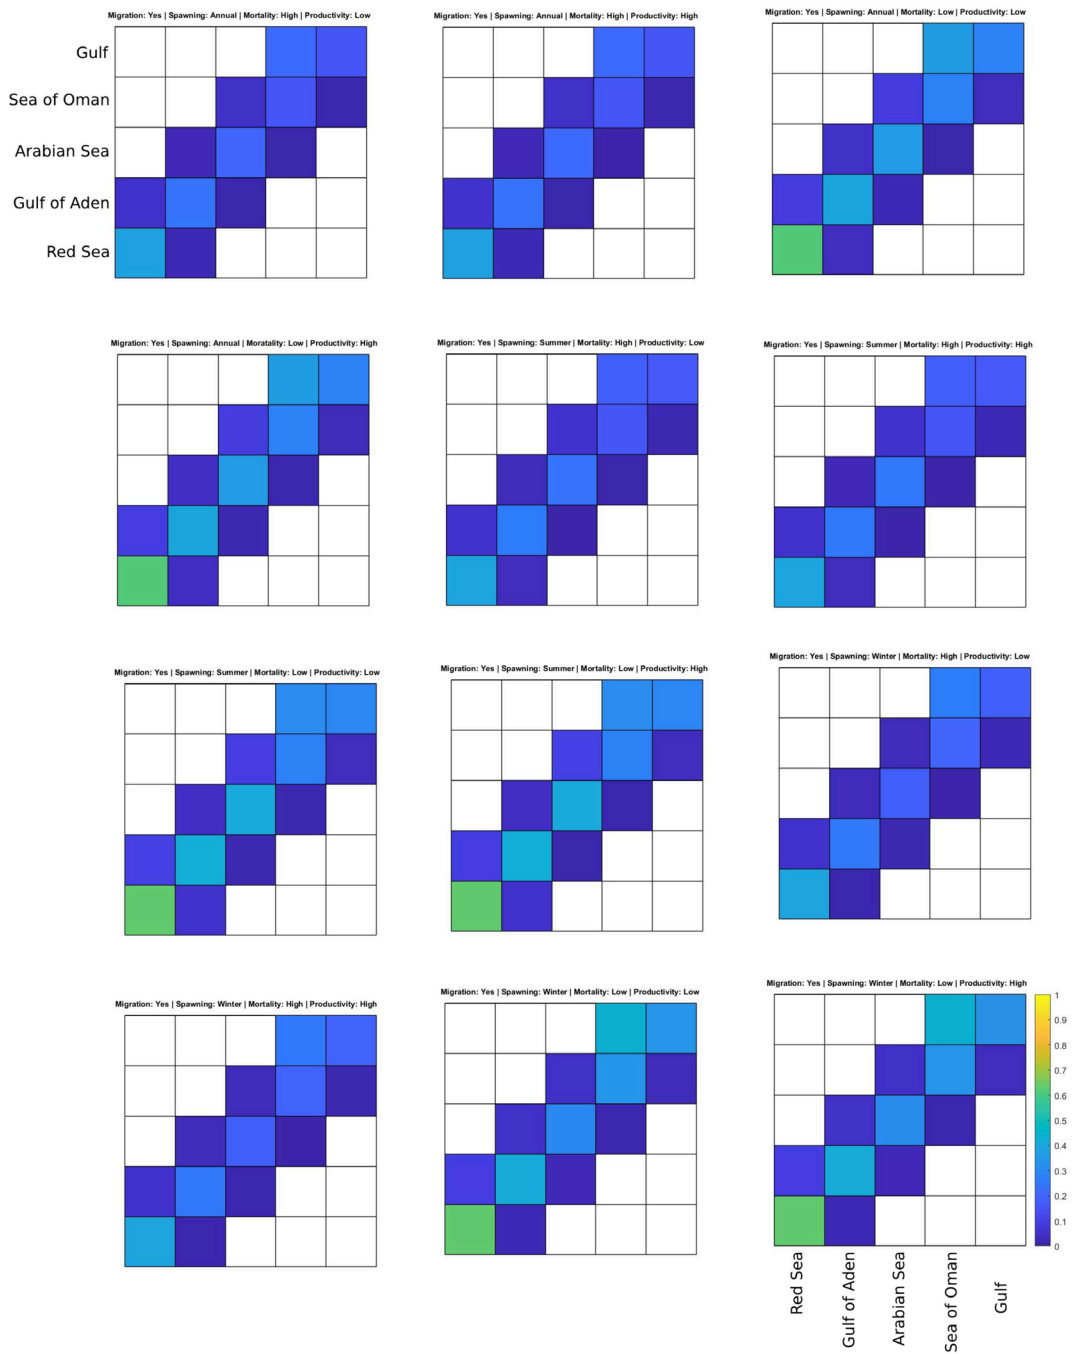 Migration: Yes | Spawning: Annual | Mortality: High | Productivity: Low
Migration: Yes | Spawning: Annual | Mortality: High | Productivity: High
Migration: Yes | Spawning: Annual | Mortality: Low | Productivity: Low
Gulf
Sea of Oman
Arabian Sea
Gulf of Aden
Red Sea
Migration: Yes | Spawning: Annual | Moratality: Low | Productivity: High
Migration: Yes | Spawning: Summer | Mortality: High | Productivity: Low
Migration: Yes | Spawning: Summer | Mortality: High | Productivity: High
Migration: Yes | Spawning: Summer | Mortality: Low | Productivity: Low
Migration: Yes | Spawning: Summer | Mortality: Low | Productivity: High
Migration: Yes | Spawning: Winter | Mortality: High | Productivity: Low
Migration: Yes | Spawning: Winter | Mortality: High | Productivity: High
Migration: Yes | Spawning: Winter | Mortality: Low | Productivity: Low
Migration: Yes | Spawning: Winter | Mortality: Low | Productivity: High
1
0.9
0.8
0.7
0.6
0.5
0.4
0.3
0.2
0.1
0
Red Sea
Gulf of Aden
Arabian Sea
Sea of Oman
Gulf